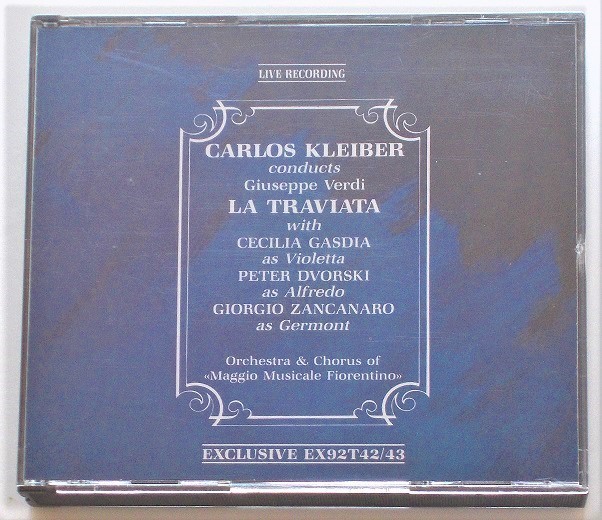 LIVE RECORDING
CARLOS KLEIBER
conducts
Giuseppe Verdi
LA TRAVIATA
with
CECILIA GASDIA
as Violetta
PETER DVORSKI
as Alfredo
GIORGIO ZANCANARO
as Germont
Orchestra & Chorus of
«Maggio Musicale Fiorentino»
EXCLUSIVE EX92T42/43